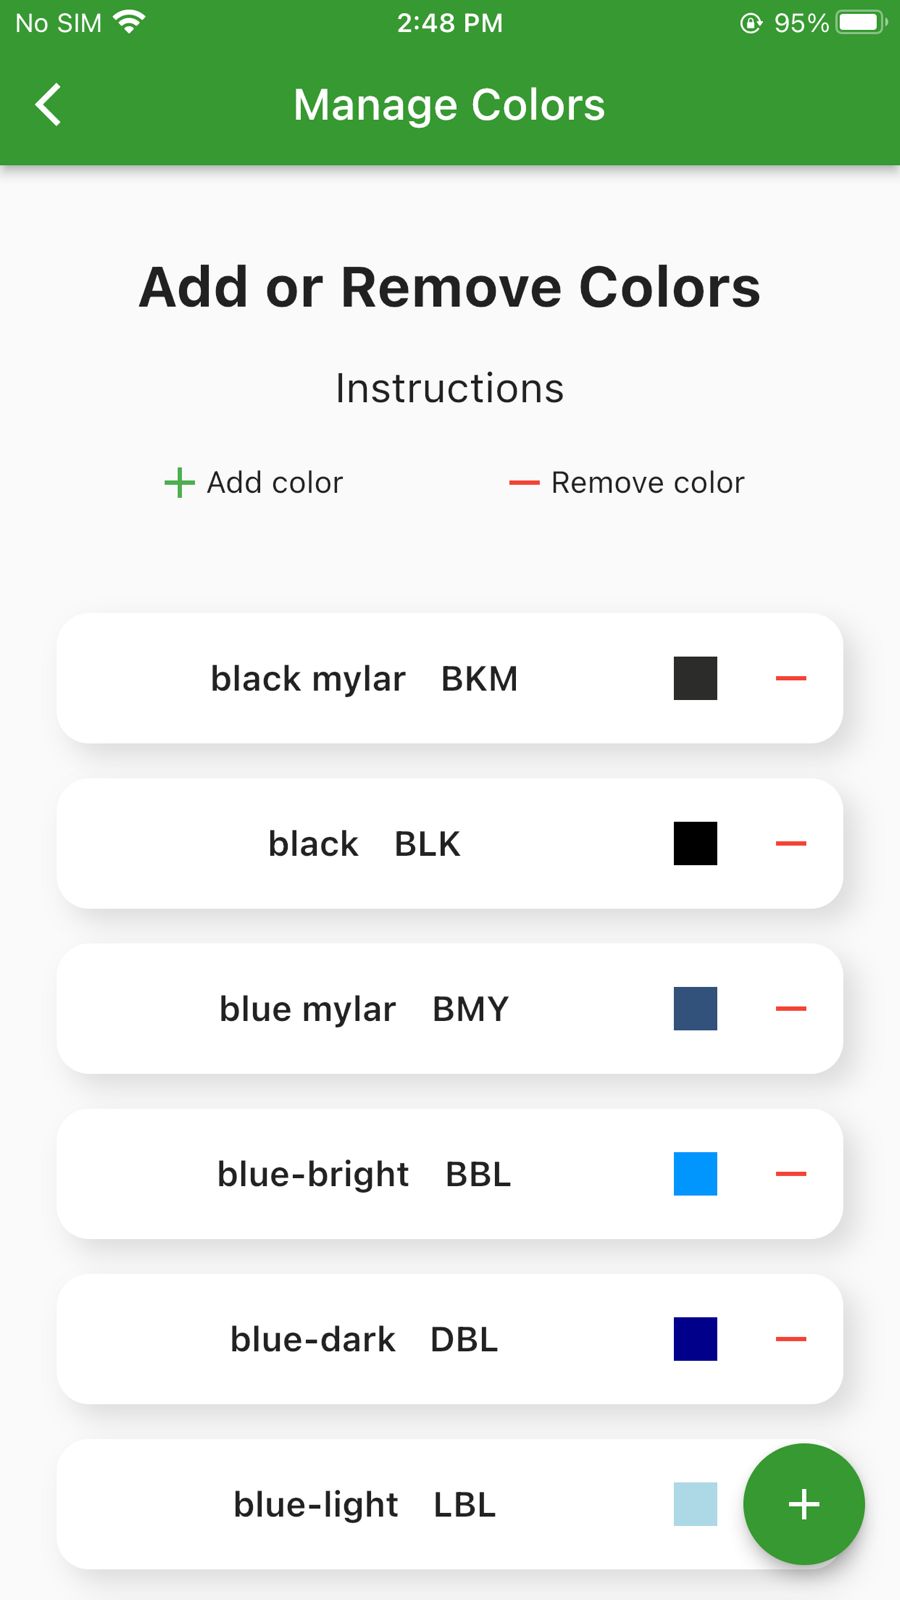 No SIM 2:48 PM 95%
Manage Colors
Add or Remove Colors
Instructions
Add color Remove color
black mylar BKM
black BLK
blue mylar BMY
blue-bright BBL
blue-dark DBL
blue-light LBL